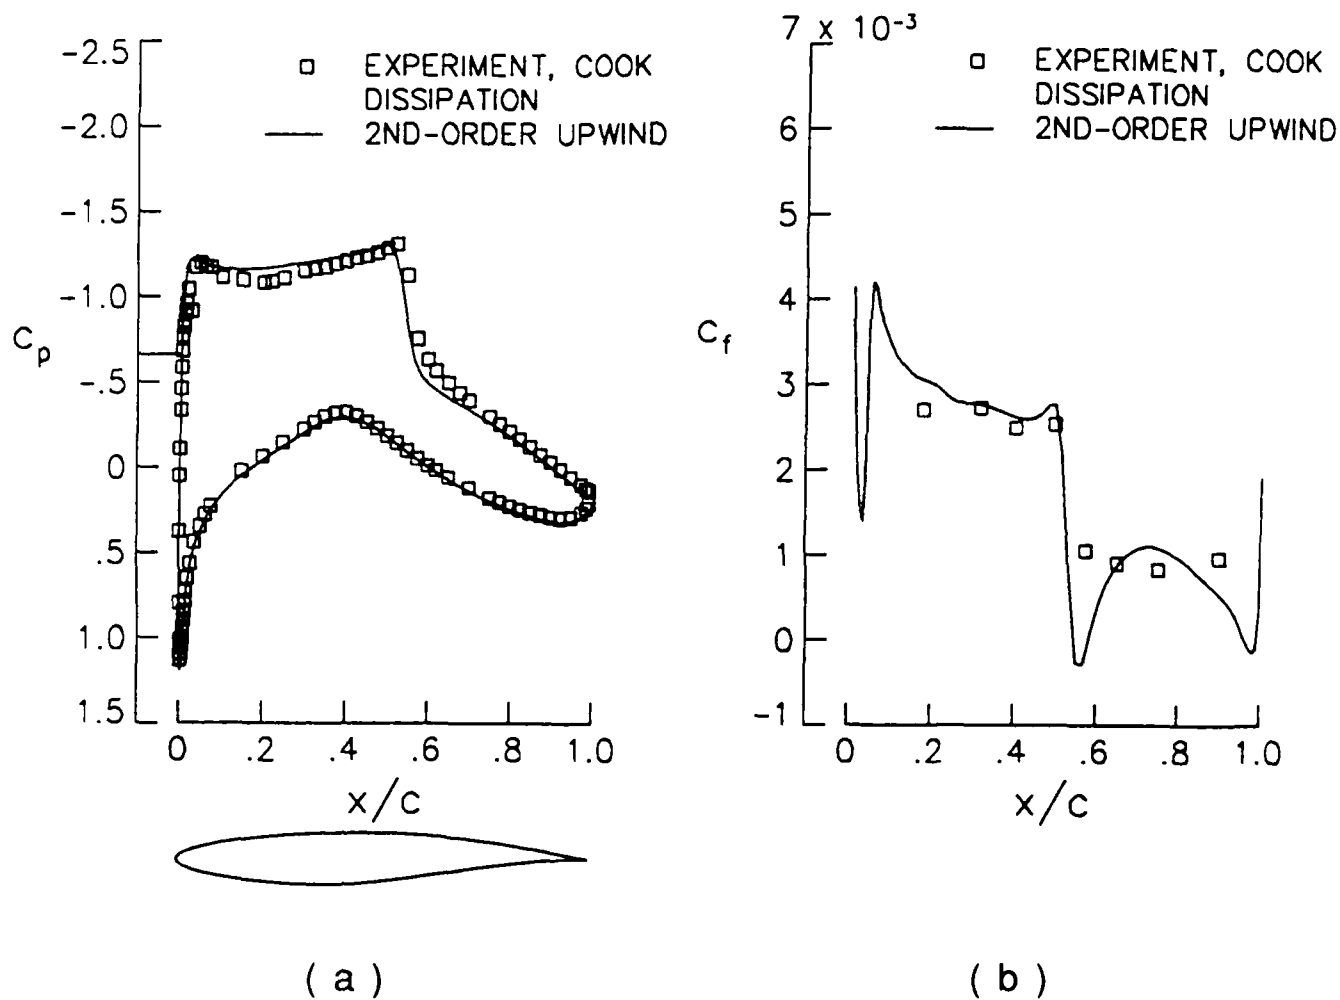 -2.5
-2.0
-1.5
-1.0
-.5
0
.5
1.0
1.5
Cp
EXPERIMENT, COOK
DISSIPATION
2ND-ORDER UPWIND
0 .2 .4 .6 .8 1.0
x/c
(a)
7 x 10-3
6
5
4
3
2
1
0
-1
Cf
EXPERIMENT, COOK
DISSIPATION
2ND-ORDER UPWIND
0 .2 .4 .6 .8 1.0
x/c
(b)